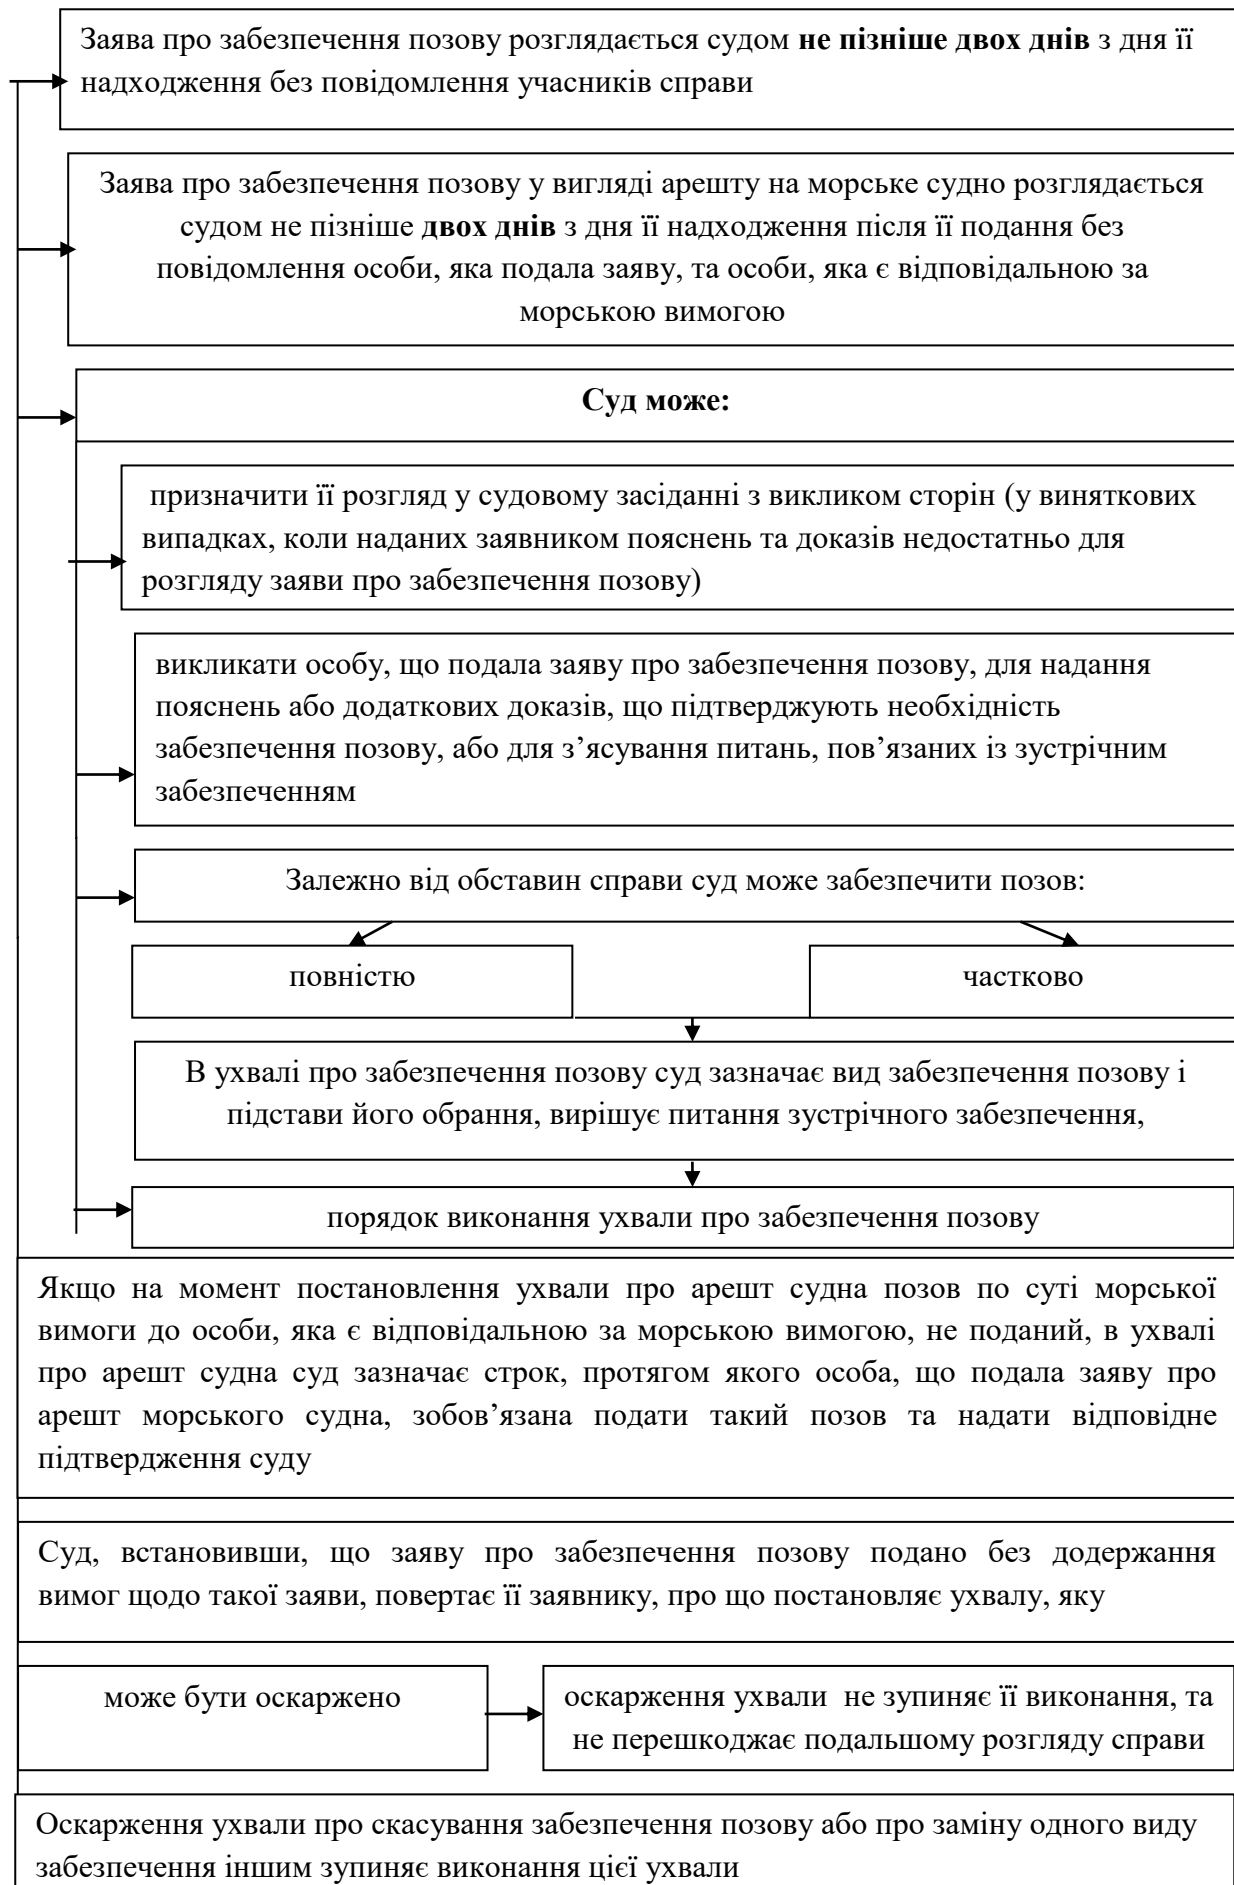 Заява про забезпечення позову розглядається судом не пізніше двох днів з дня її
надходження без повідомлення учасників справи
Заява про забезпечення позову у вигляді арешту на морське судно розглядається
судом не пізніше двох днів з дня її надходження після її подання без
повідомлення особи, яка подала заяву, та особи, яка є відповідальною за
морською вимогою
Суд може:
призначити її розгляд у судовому засіданні з викликом сторін (у виняткових
випадках, коли наданих заявником пояснень та доказів недостатньо для
розгляду заяви про забезпечення позову)
викликати особу, що подала заяву про забезпечення позову, для надання
пояснень або додаткових доказів, що підтверджують необхідність
забезпечення позову, або для з’ясування питань, пов’язаних із зустрічним
забезпеченням
Залежно від обставин справи суд може забезпечити позов:
повністю
частково
В ухвалі про забезпечення позову суд зазначає вид забезпечення позову і
підстави його обрання, вирішує питання зустрічного забезпечення,
порядок виконання ухвали про забезпечення позову
Якщо на момент постановлення ухвали про арешт судна позов по суті морської
вимоги до особи, яка є відповідальною за морською вимогою, не поданий, в ухвалі
про арешт судна суд зазначає строк, протягом якого особа, що подала заяву про
арешт морського судна, зобов’язана подати такий позов та надати відповідне
підтвердження суду
Суд, встановивши, що заяву про забезпечення позову подано без додержання
вимог щодо такої заяви, повертає її заявнику, про що постановляє ухвалу, яку
може бути оскаржено
оскарження ухвали не зупиняє її виконання, та
не перешкоджає подальшому розгляду справи
Оскарження ухвали про скасування забезпечення позову або про заміну одного виду
забезпечення іншим зупиняє виконання цієї ухвали